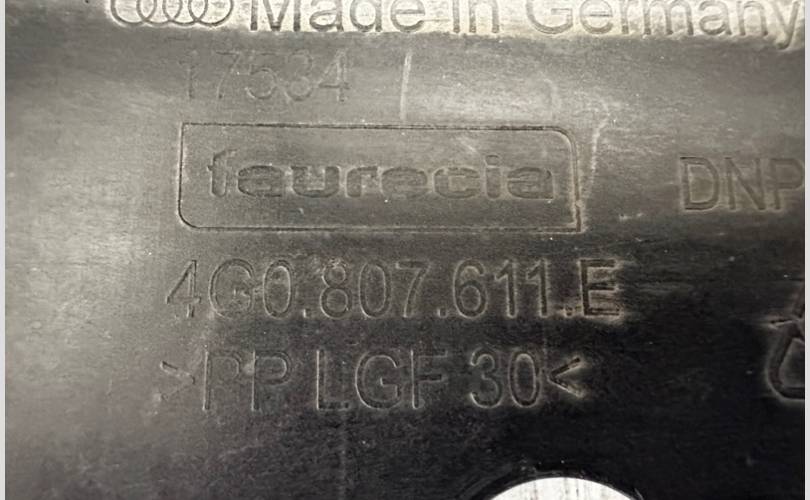 Made in Germany
17534
faurecia
DNP
4G0.807.611.E
>PP LGF 30<